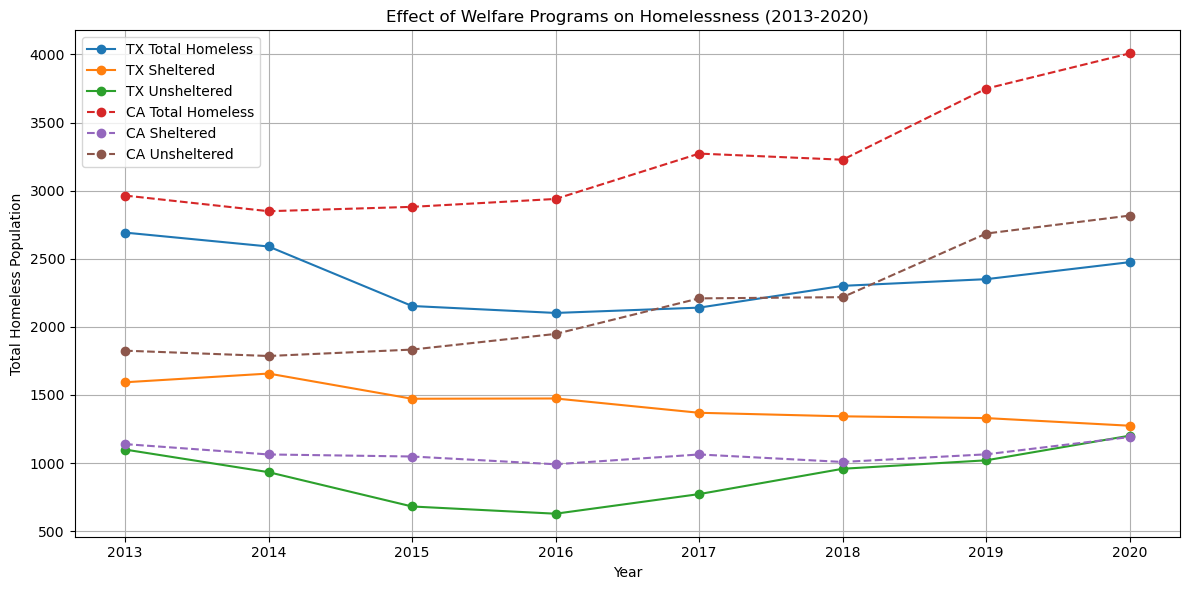 Effect of Welfare Programs on Homelessness (2013-2020)
TX Total Homeless
TX Sheltered
TX Unsheltered
CA Total Homeless
CA Sheltered
CA Unsheltered
Total Homeless Population
4000
3500
3000
2500
2000
1500
1000
500
2013 2014 2015 2016 2017 2018 2019 2020
Year